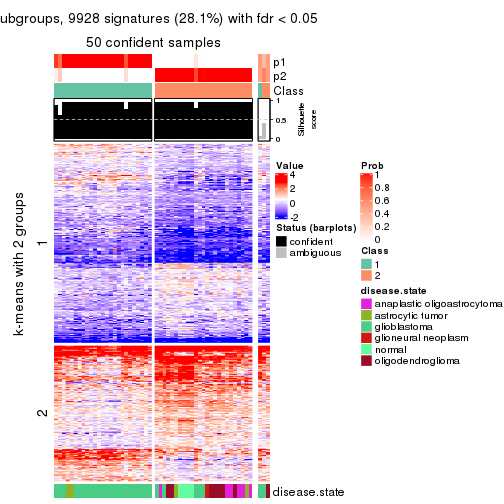 ubgroups, 9928 signatures (28.1%) with fdr < 0.05
50 confident samples
p1
p2
Class
1
0.5
0
Silhouette
score
k-means with 2 groups
1
2
disease.state
Value
4
2
0
-2
Status (barplots)
confident
ambiguous
Prob
1
0.8
0.6
0.4
0.2
0
Class
1
2
disease.state
anaplastic oligoastrocytoma
astrocytic tumor
glioblastoma
glioneural neoplasm
normal
oligodendroglioma